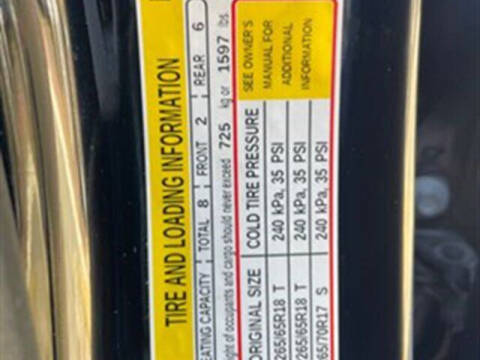 TIRE AND LOADING INFORMATION
ATING CAPACITY TOTAL 8 FRONT 2 REAR 6
ight of occupants and cargo should never exceed 725 kg or 1597 lbs
ORIGINAL SIZE COLD TIRE PRESSURE SEE OWNER'S
MANUAL FOR
265/65R18 T 240 kPa, 35 PSI ADDITIONAL
265/65R18 T 240 kPa, 35 PSI INFORMATION
65/70R17 S 240 kPa, 35 PSI